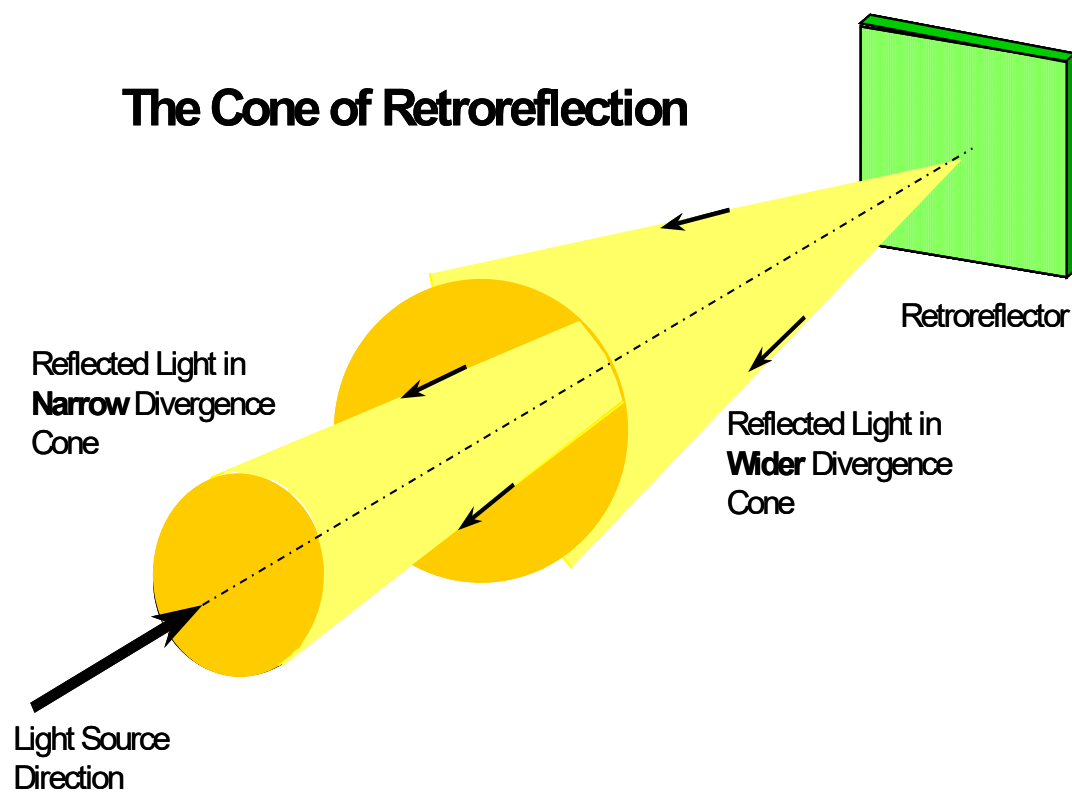 The Cone of Retroreflection
Retroreflector
Reflected Light in
Narrow Divergence
Cone
Reflected Light in
Wider Divergence
Cone
Light Source
Direction